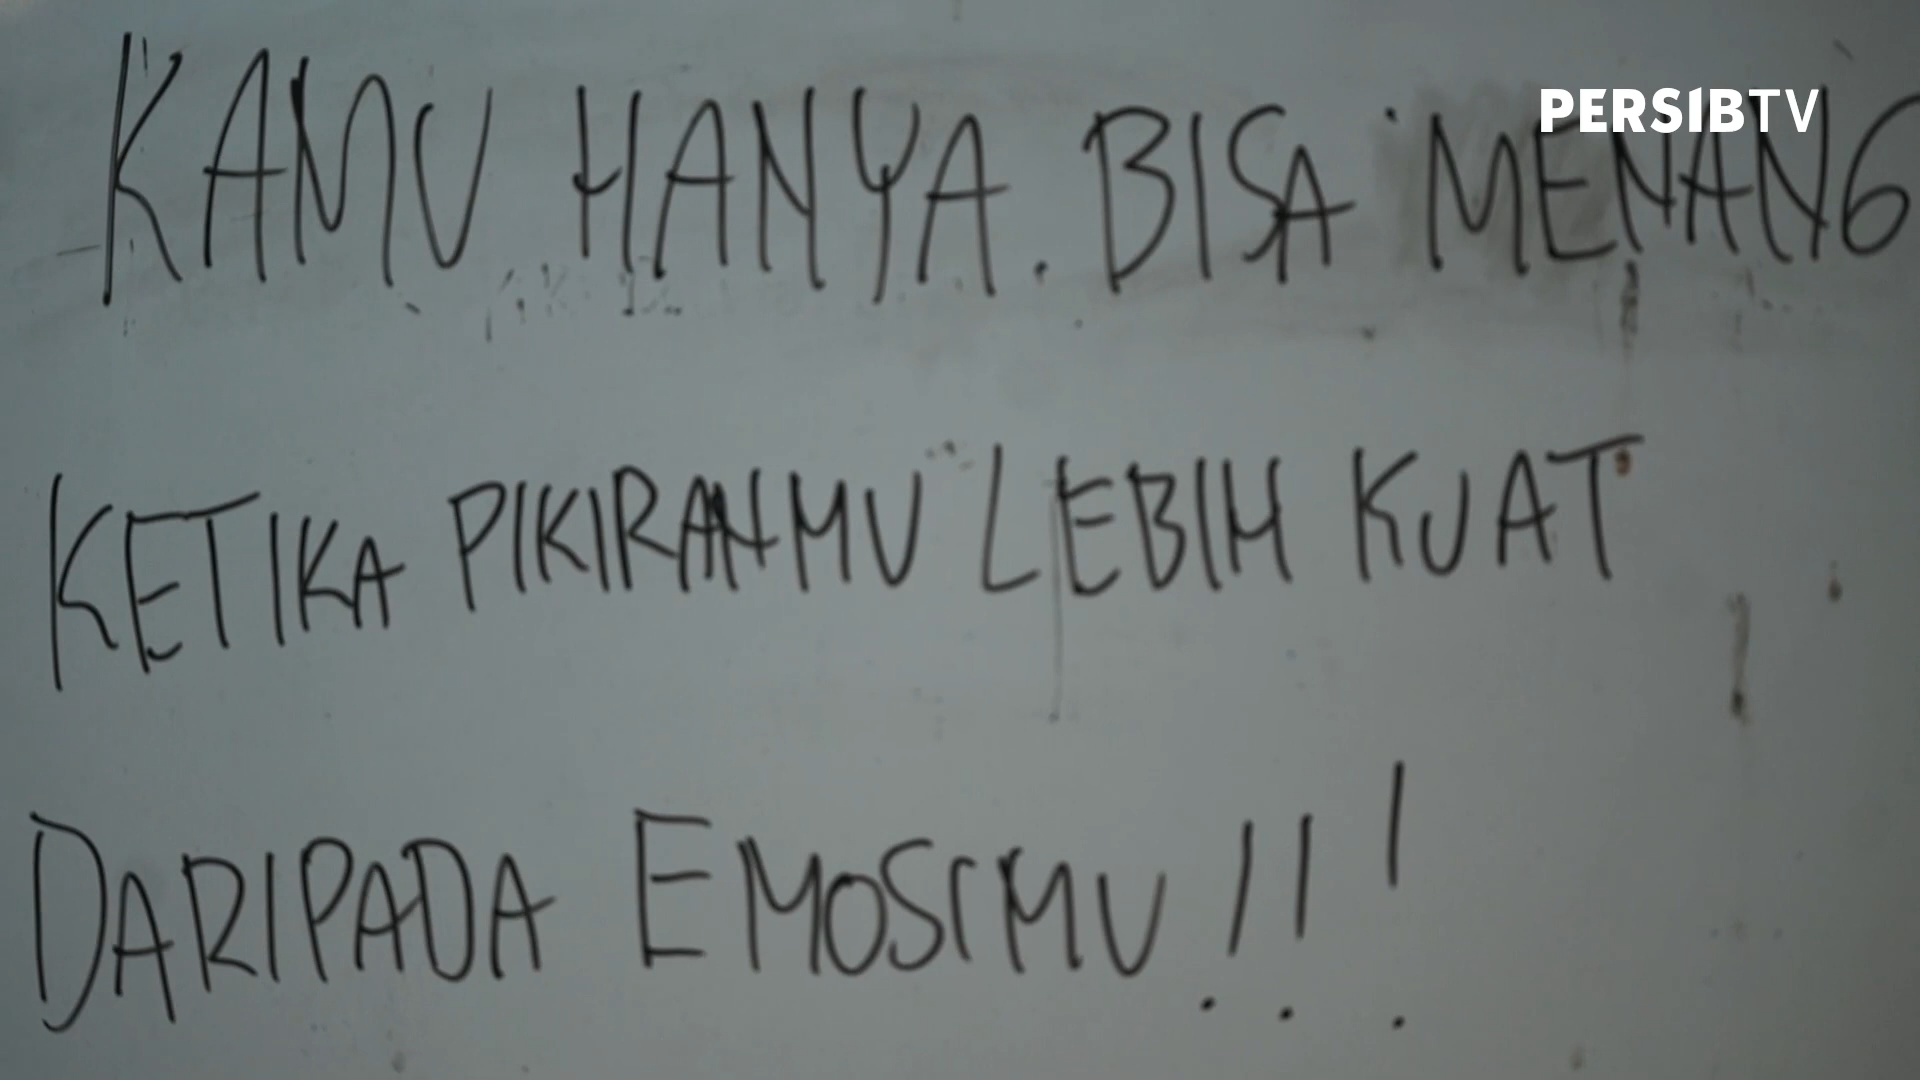 PERSIBTV
KAMU HANYA. BISA MENANG
KETIKA PIKIRANMU LEBIH KUAT
DARIPADA EMOSIMU !!!